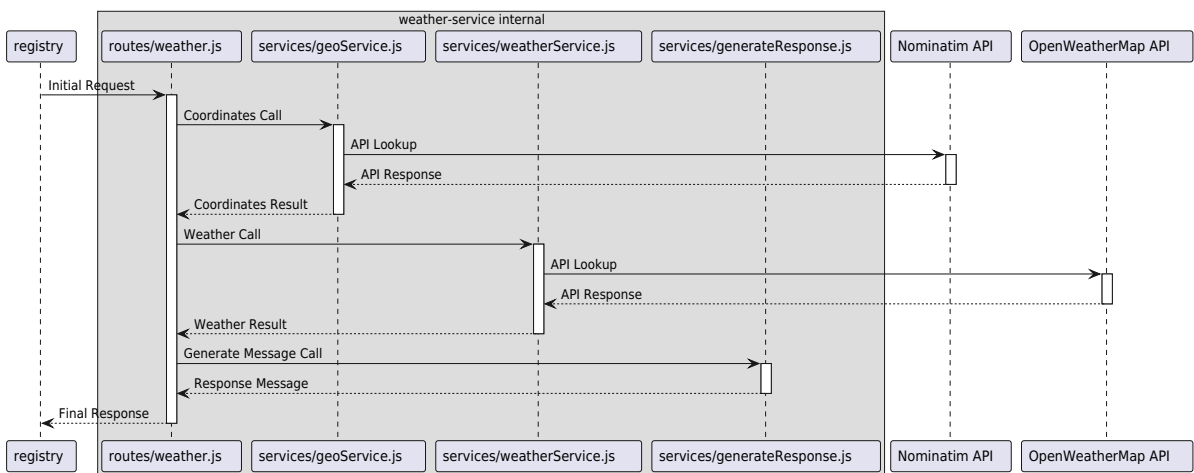 weather-service internal
registry
routes/weather.js
services/geoService.js
services/weatherService.js
services/generateResponse.js
Nominatim API
OpenWeatherMap API
Initial Request
Coordinates Call
API Lookup
API Response
Coordinates Result
Weather Call
API Lookup
API Response
Weather Result
Generate Message Call
Response Message
Final Response
registry
routes/weather.js
services/geoService.js
services/weatherService.js
services/generateResponse.js
Nominatim API
OpenWeatherMap API